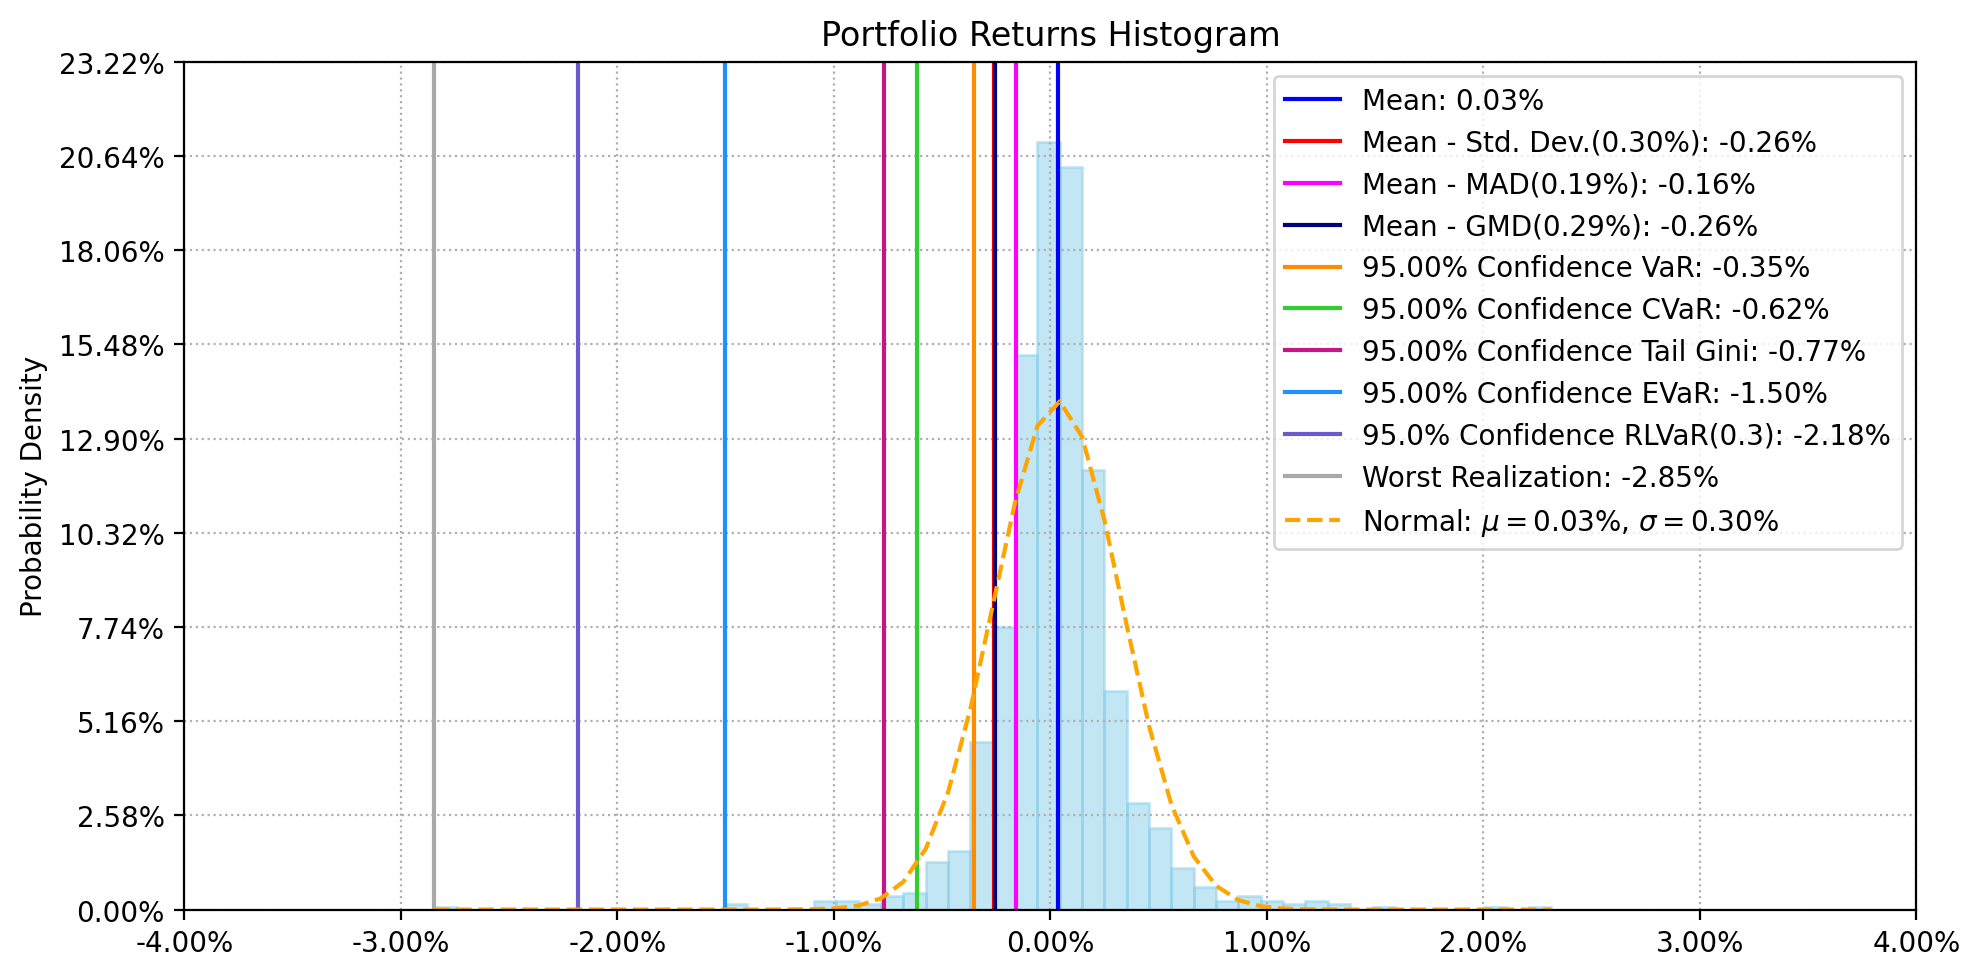 Portfolio Returns Histogram
Probability Density
23.22%
20.64%
18.06%
15.48%
12.90%
10.32%
7.74%
5.16%
2.58%
0.00%
Mean: 0.03%
Mean - Std. Dev.(0.30%): -0.26%
Mean - MAD(0.19%): -0.16%
Mean - GMD(0.29%): -0.26%
95.00% Confidence VaR: -0.35%
95.00% Confidence CVaR: -0.62%
95.00% Confidence Tail Gini: -0.77%
95.00% Confidence EVaR: -1.50%
95.0% Confidence RLVaR(0.3): -2.18%
Worst Realization: -2.85%
Normal: μ = 0.03%, σ = 0.30%
-4.00% -3.00% -2.00% -1.00% 0.00% 1.00% 2.00% 3.00% 4.00%